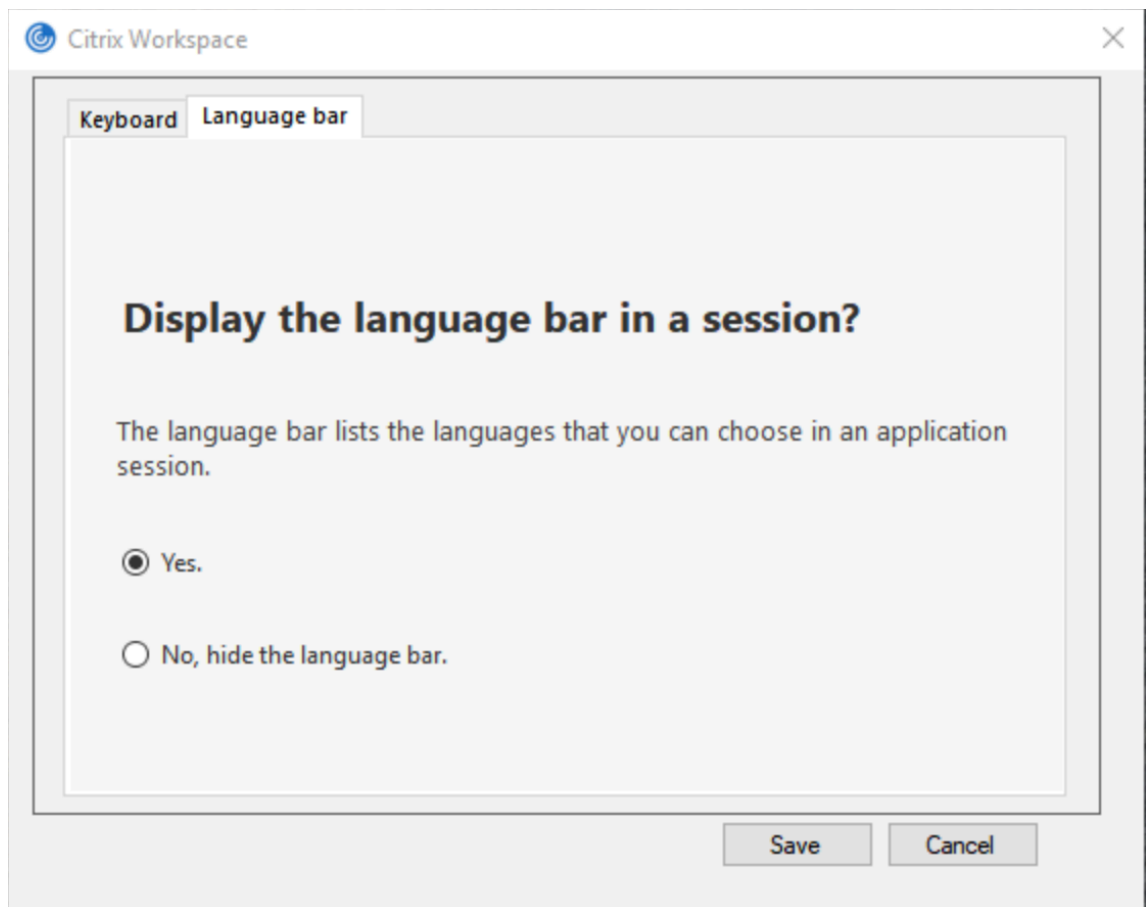 Citrix Workspace
Keyboard
Language bar
Display the language bar in a session?
The language bar lists the languages that you can choose in an application
session.
Yes.
No, hide the language bar.
Save
Cancel